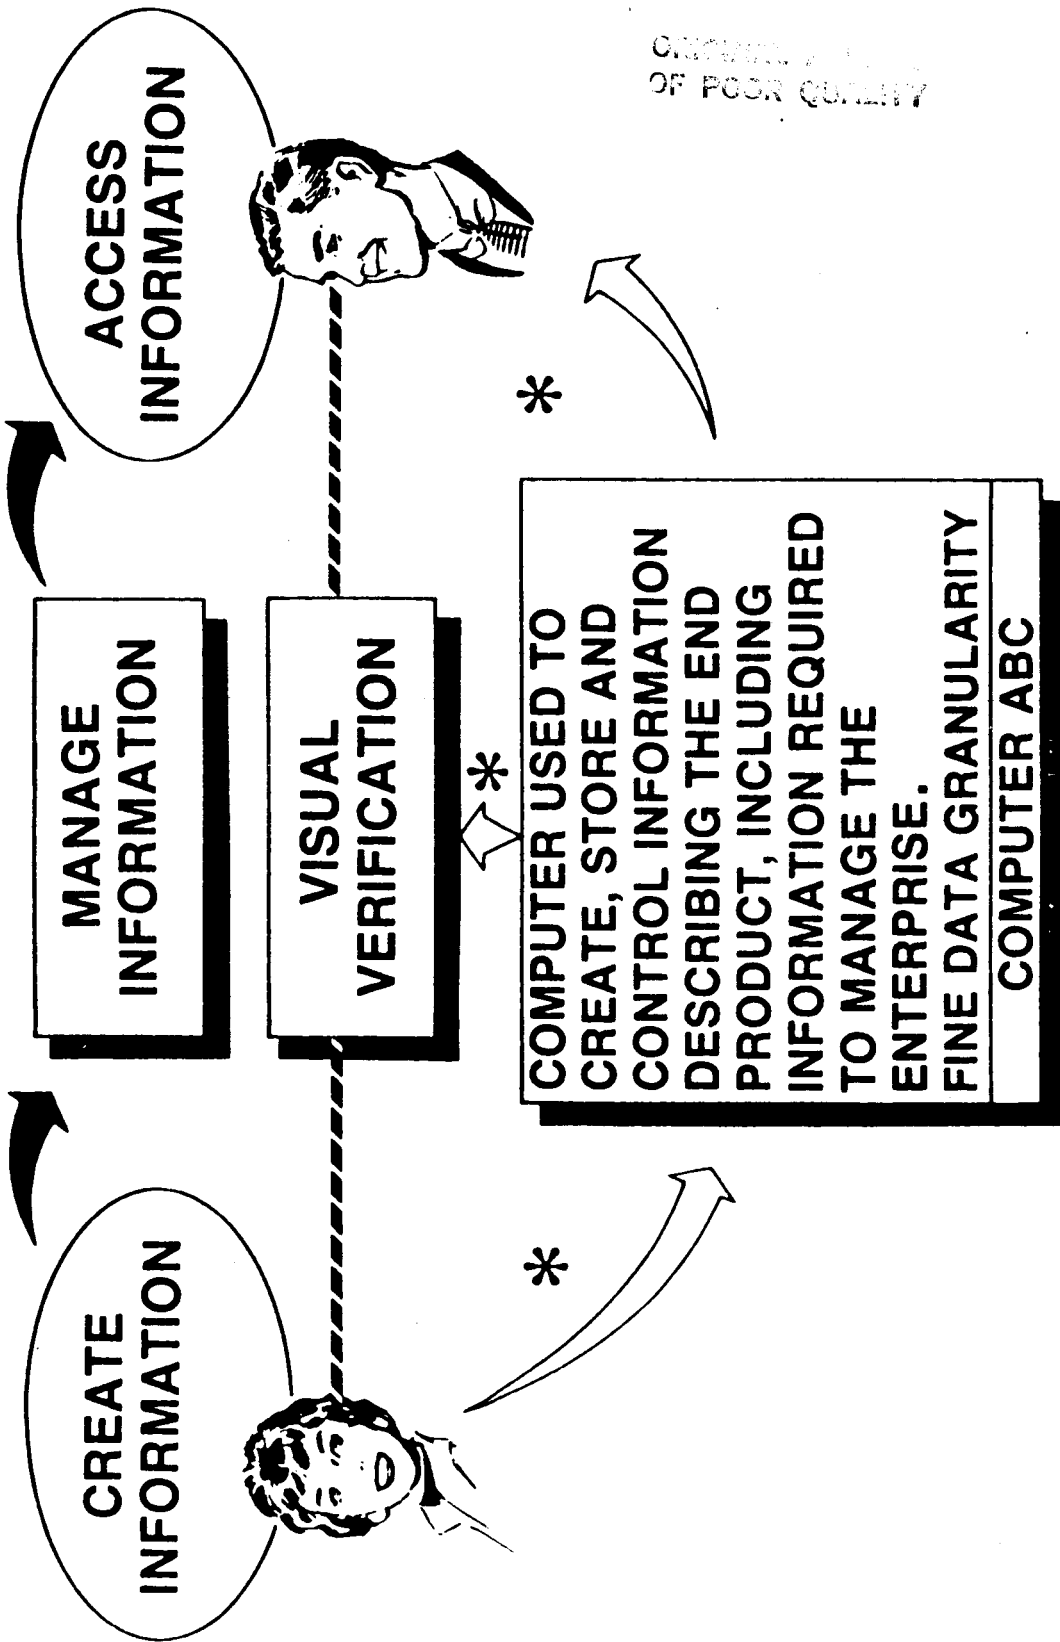 CREATE
INFORMATION
MANAGE
INFORMATION
ACCESS
INFORMATION
VISUAL
VERIFICATION
*
*
*
COMPUTER USED TO
CREATE, STORE AND
CONTROL INFORMATION
DESCRIBING THE END
PRODUCT, INCLUDING
INFORMATION REQUIRED
TO MANAGE THE
ENTERPRISE.
FINE DATA GRANULARITY
COMPUTER ABC
OF POOR QUALITY